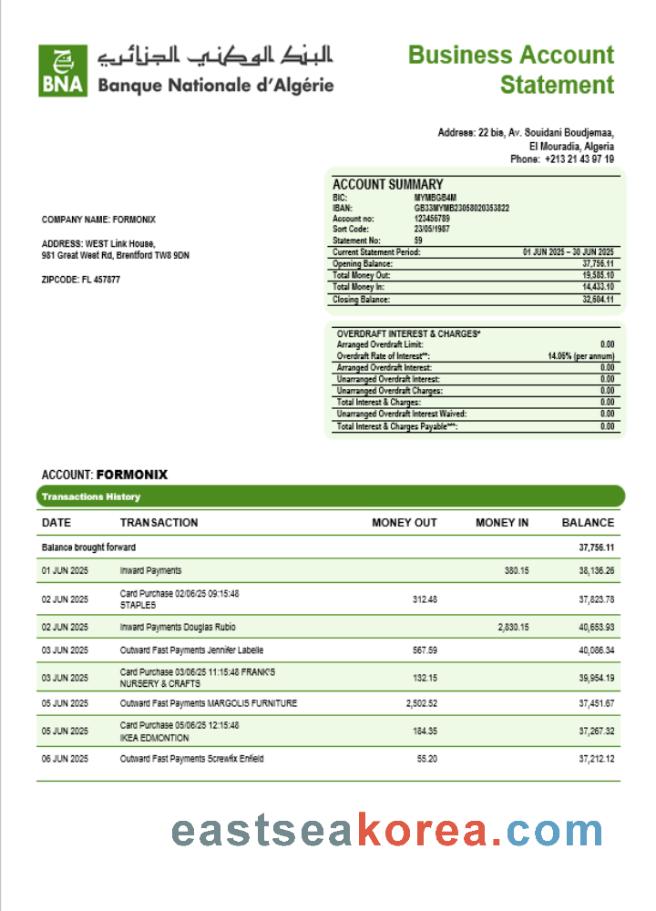 البنك الوطني الجزائري
BNA
Banque Nationale d'Algérie
Business Account
Statement
Address: 22 bis, Av. Souidani Boudjemaa,
El Mouradia, Algeria
Phone: +213 21 43 97 19
COMPANY NAME: FORMONIX
ADDRESS: WEST Link House,
981 Great West Rd, Brentford TW8 9DN
ZIPCODE: FL 457877
ACCOUNT SUMMARY
BIC: MYMBGB4M
IBAN: GB33MYMB23058020353822
Account no: 123456789
Sort Code: 23/05/1987
Statement No: 59
Current Statement Period: 01 JUN 2025 – 30 JUN 2025
Opening Balance: 37,756.11
Total Money Out: 19,585.10
Total Money In: 14,433.10
Closing Balance: 32,604.11
OVERDRAFT INTEREST & CHARGES*
Arranged Overdraft Limit: 0.00
Overdraft Rate of Interest**: 14.05% (per annum)
Arranged Overdraft Interest: 0.00
Unarranged Overdraft Interest: 0.00
Unarranged Overdraft Charges: 0.00
Total Interest & Charges: 0.00
Unarranged Overdraft Interest Waived: 0.00
Total Interest & Charges Payable***: 0.00
ACCOUNT: FORMONIX
Transactions History
DATE TRANSACTION MONEY OUT MONEY IN BALANCE
Balance brought forward 37,756.11
01 JUN 2025 Inward Payments 380.15 38,136.26
02 JUN 2025 Card Purchase 02/06/25 09:15:48 312.48 37,823.78
STAPLES
02 JUN 2025 Inward Payments Douglas Rubio 2,830.15 40,653.93
03 JUN 2025 Outward Fast Payments Jennifer Labelle 567.59 40,086.34
03 JUN 2025 Card Purchase 03/06/25 11:15:48 FRANK'S 132.15 39,954.19
NURSERY & CRAFTS
05 JUN 2025 Outward Fast Payments MARGOLIS FURNITURE 2,502.52 37,451.67
05 JUN 2025 Card Purchase 05/06/25 12:15:48 184.35 37,267.32
IKEA EDMONTION
06 JUN 2025 Outward Fast Payments Screwfix Enfield 55.20 37,212.12
eastseakorea.com